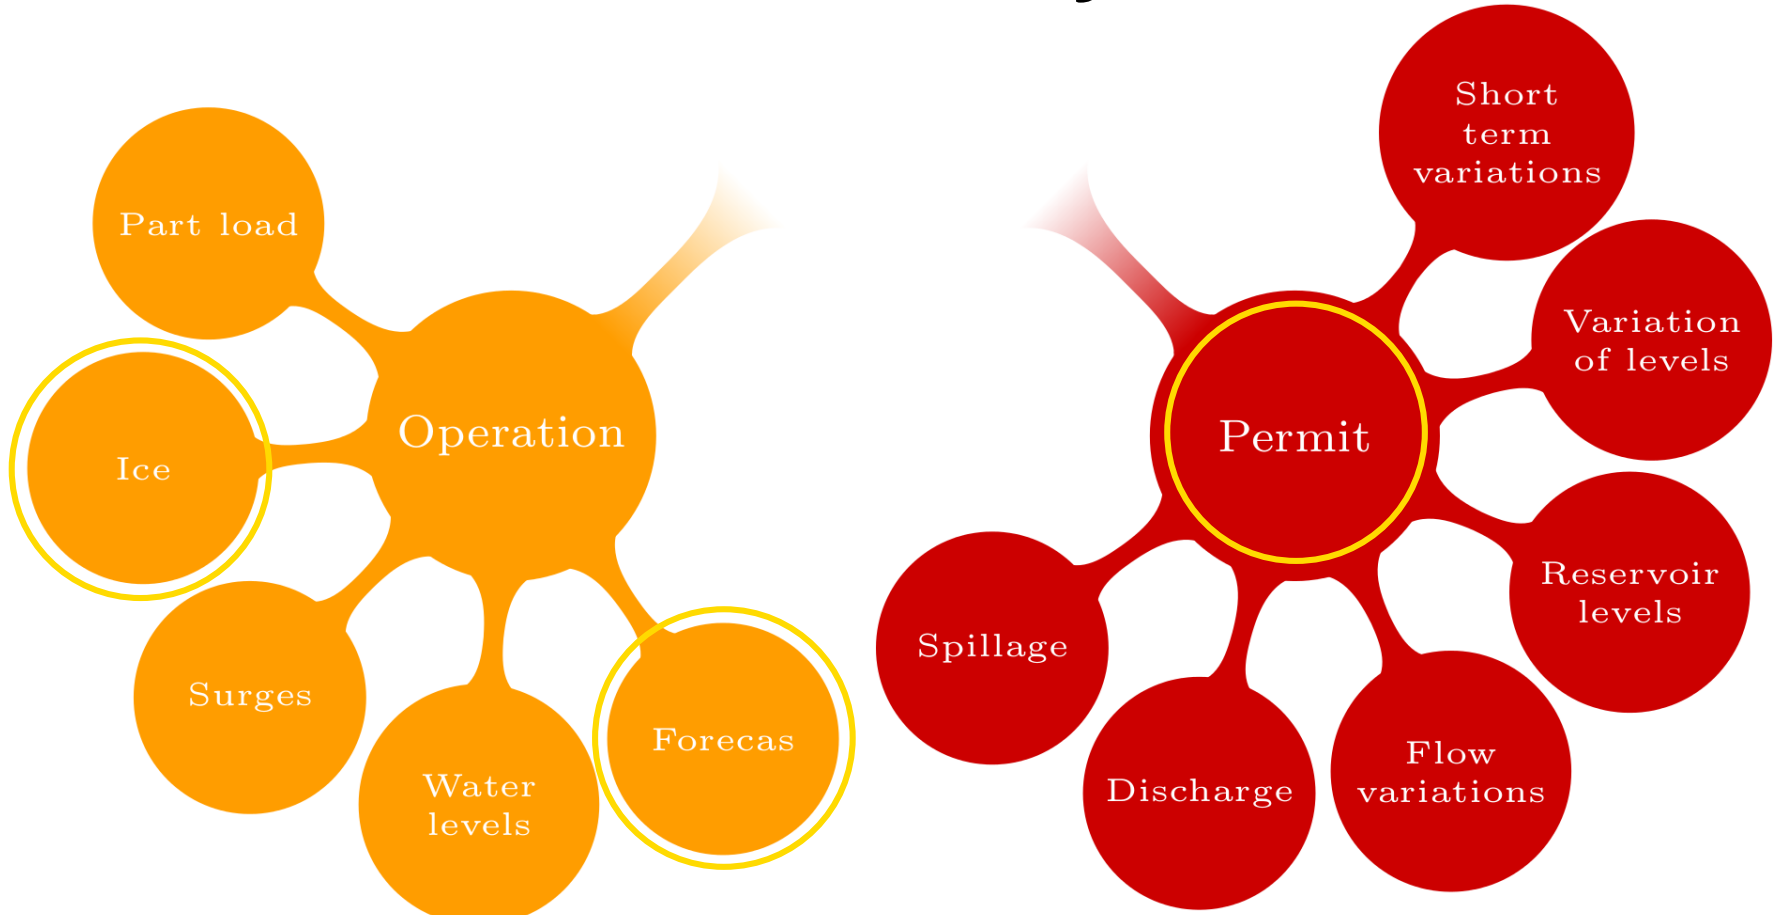 Part load
Ice
Operation
Surges
Water
levels
Forecas
Short
term
variations
Variation
of levels
Permit
Reservoir
levels
Spillage
Discharge
Flow
variations